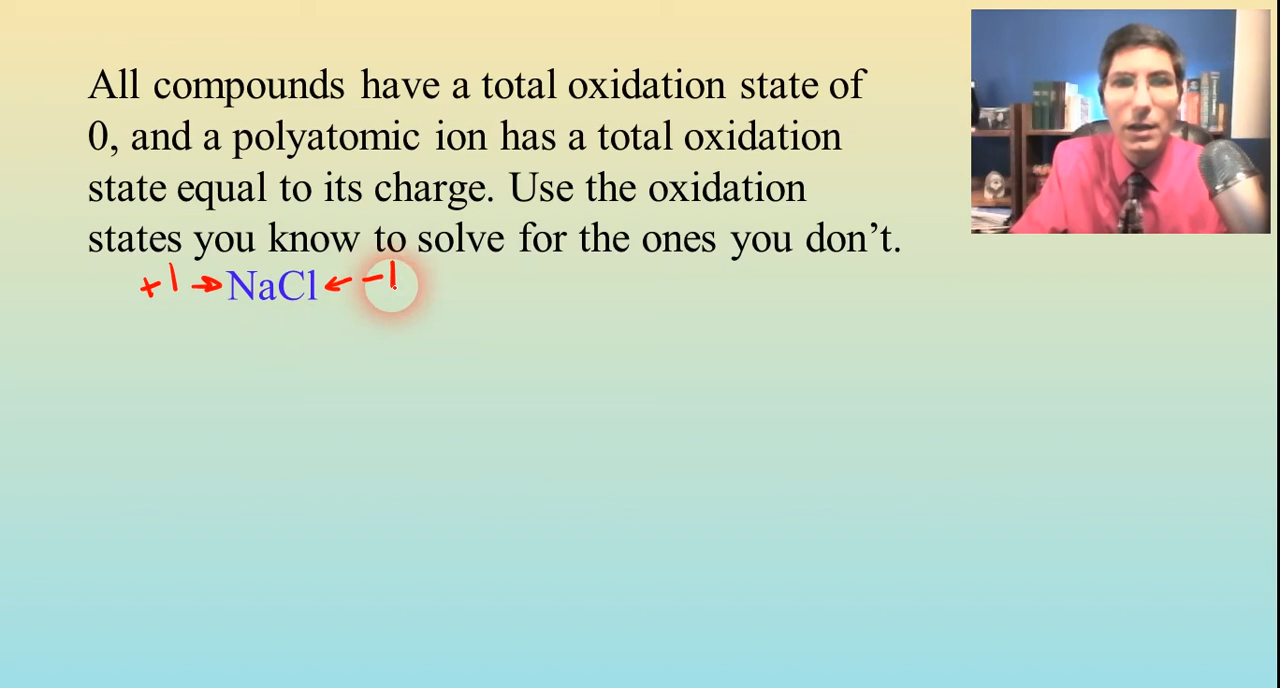 All compounds have a total oxidation state of
0, and a polyatomic ion has a total oxidation
state equal to its charge. Use the oxidation
states you know to solve for the ones you don’t.
+1 → NaCl ← -1